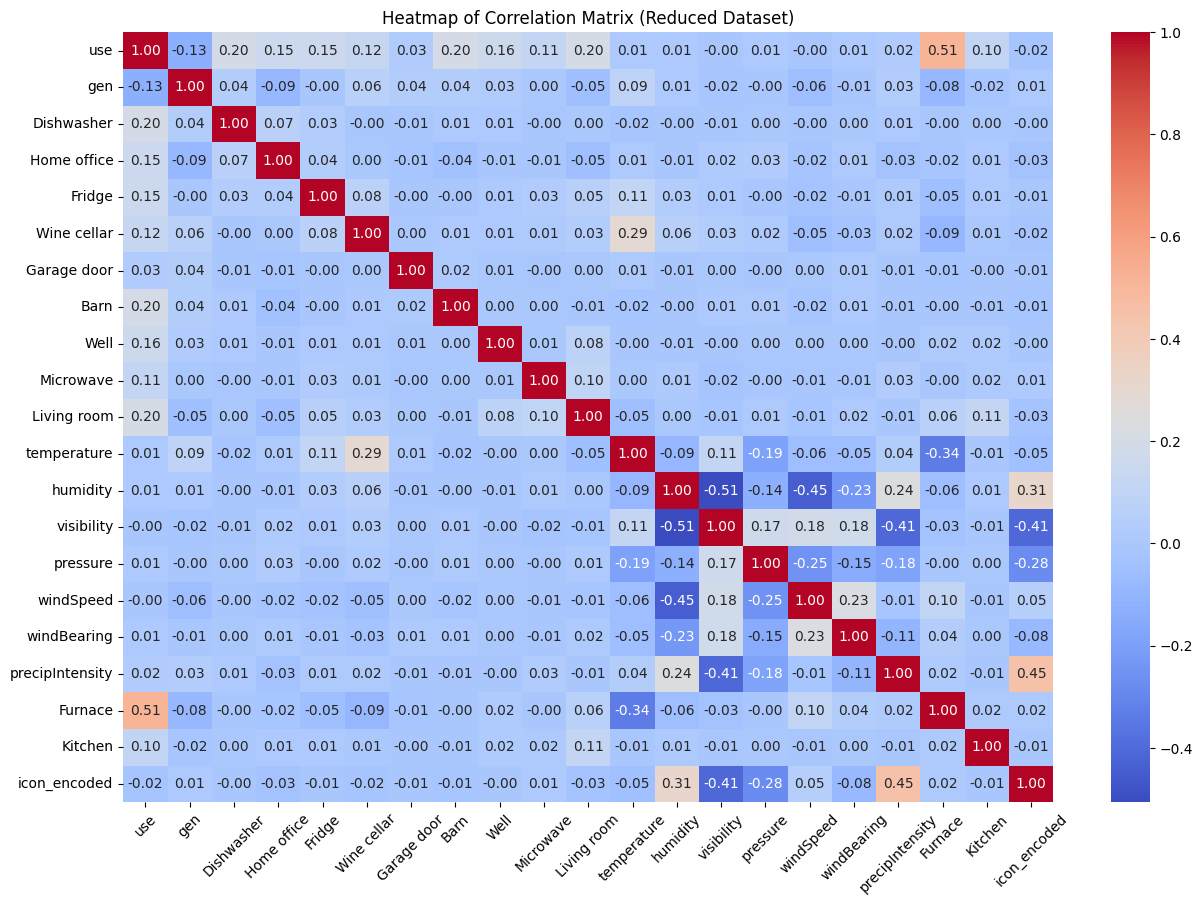 Heatmap of Correlation Matrix (Reduced Dataset)
use 1.00 -0.13 0.20 0.15 0.15 0.12 0.03 0.20 0.16 0.11 0.20 0.01 0.01 -0.00 0.01 -0.00 0.01 0.02 0.51 0.10 -0.02
gen -0.13 1.00 0.04 -0.09 -0.00 0.06 0.04 0.04 0.03 0.00 -0.05 0.09 0.01 -0.02 -0.00 -0.06 -0.01 0.03 -0.08 -0.02 0.01
Dishwasher 0.20 0.04 1.00 0.07 0.03 -0.00 -0.01 0.01 0.01 -0.00 0.00 -0.02 -0.00 -0.01 0.00 -0.00 0.00 0.01 -0.00 0.00 -0.00
Home office 0.15 -0.09 0.07 1.00 0.04 0.00 -0.01 -0.04 -0.01 -0.01 -0.05 0.01 -0.01 0.02 0.03 -0.02 0.01 -0.03 -0.02 0.01 -0.03
Fridge 0.15 -0.00 0.03 0.04 1.00 0.08 -0.00 -0.00 0.01 0.03 0.05 0.11 0.03 0.01 -0.00 -0.02 -0.01 0.01 -0.05 0.01 -0.01
Wine cellar 0.12 0.06 -0.00 0.00 0.08 1.00 0.00 0.01 0.01 0.01 0.03 0.29 0.06 0.03 0.02 -0.05 -0.03 0.02 -0.09 0.01 -0.02
Garage door 0.03 0.04 -0.01 -0.01 -0.00 0.00 1.00 0.02 0.01 -0.00 0.00 0.01 -0.01 0.00 -0.00 0.00 0.01 -0.01 -0.01 -0.00 -0.01
Barn 0.20 0.04 0.01 -0.04 -0.00 0.01 0.02 1.00 0.00 0.00 -0.01 -0.02 -0.00 0.01 0.01 -0.02 0.01 -0.01 -0.00 -0.01 -0.01
Well 0.16 0.03 0.01 -0.01 0.01 0.01 0.01 0.00 1.00 0.01 0.08 -0.00 -0.01 -0.00 0.00 0.00 0.00 -0.00 0.02 0.02 -0.00
Microwave 0.11 0.00 -0.00 -0.01 0.03 0.01 -0.00 0.00 0.01 1.00 0.10 0.00 0.01 -0.02 -0.00 -0.01 -0.01 0.03 -0.00 0.02 0.01
Living room 0.20 -0.05 0.00 -0.05 0.05 0.03 0.00 -0.01 0.08 0.10 1.00 -0.05 0.00 -0.01 0.01 -0.01 0.02 -0.01 0.06 0.11 -0.03
temperature 0.01 0.09 -0.02 0.01 0.11 0.29 0.01 -0.02 -0.00 0.00 -0.05 1.00 -0.09 0.11 -0.19 -0.06 -0.05 0.04 -0.34 -0.01 -0.05
humidity 0.01 0.01 -0.00 -0.01 0.03 0.06 -0.01 -0.00 -0.01 0.01 0.00 -0.09 1.00 -0.51 -0.14 -0.45 -0.23 0.24 -0.06 0.01 0.31
visibility -0.00 -0.02 -0.01 0.02 0.01 0.03 0.00 0.01 -0.00 -0.02 -0.01 0.11 -0.51 1.00 0.17 0.18 0.18 -0.41 -0.03 -0.01 -0.41
pressure 0.01 -0.00 0.00 0.03 -0.00 0.02 -0.00 0.01 0.00 -0.00 0.01 -0.19 -0.14 0.17 1.00 -0.25 -0.15 -0.18 -0.00 0.00 -0.28
windSpeed -0.00 -0.06 -0.00 -0.02 -0.02 -0.05 0.00 -0.02 0.00 -0.01 -0.01 -0.06 -0.45 0.18 -0.25 1.00 0.23 -0.01 0.10 -0.01 0.05
windBearing 0.01 -0.01 0.00 0.01 -0.01 -0.03 0.01 0.01 0.00 -0.01 0.02 -0.05 -0.23 0.18 -0.15 0.23 1.00 -0.11 0.04 0.00 -0.08
precipIntensity 0.02 0.03 0.01 -0.03 0.01 0.02 -0.01 -0.01 -0.00 0.03 -0.01 0.04 0.24 -0.41 -0.18 -0.01 -0.11 1.00 0.02 -0.01 0.45
Furnace 0.51 -0.08 -0.00 -0.02 -0.05 -0.09 -0.01 -0.00 0.02 -0.00 0.06 -0.34 -0.06 -0.03 -0.00 0.10 0.04 0.02 1.00 0.02 0.02
Kitchen 0.10 -0.02 0.00 0.01 0.01 0.01 -0.00 -0.01 0.02 0.02 0.11 -0.01 0.01 -0.01 0.00 -0.01 0.00 -0.01 0.02 1.00 -0.01
icon_encoded -0.02 0.01 -0.00 -0.03 -0.01 -0.02 -0.01 -0.01 -0.00 0.01 -0.03 -0.05 0.31 -0.41 -0.28 0.05 -0.08 0.45 0.02 -0.01 1.00
use gen Dishwasher Home office Fridge Wine cellar Garage door Barn Well Microwave Living room temperature humidity visibility pressure windSpeed windBearing precipIntensity Furnace Kitchen icon_encoded
1.0
0.8
0.6
0.4
0.2
0.0
−0.2
−0.4